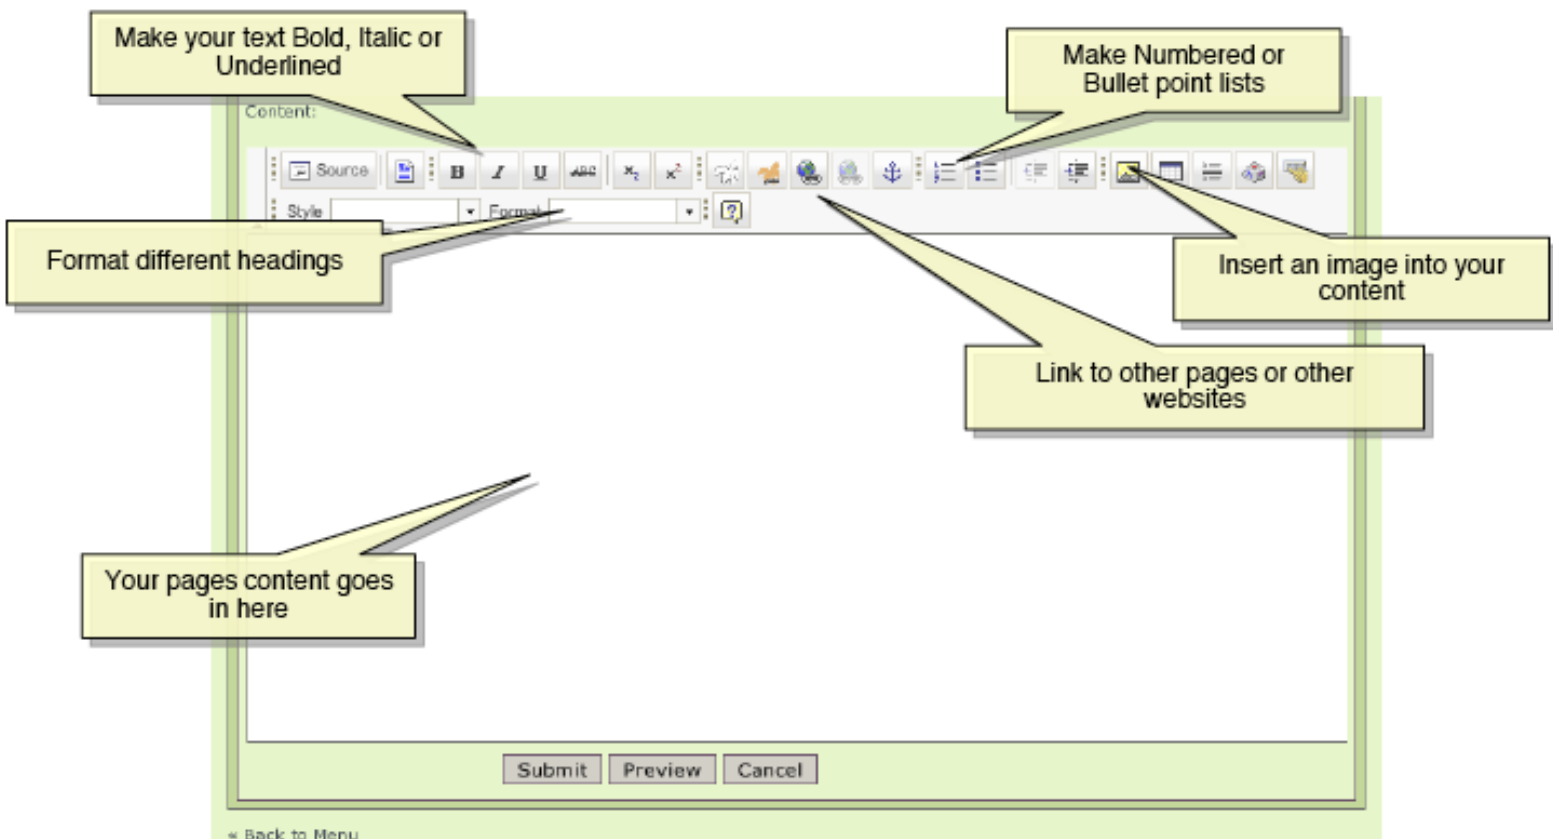 Make your text Bold, Italic or
Underlined
Make Numbered or
Bullet point lists
Content:
Source
B I U ABC x₂ x²
Style
Format
Format different headings
Insert an image into your
content
Link to other pages or other
websites
Your pages content goes
in here
Submit Preview Cancel
« Back to Menu